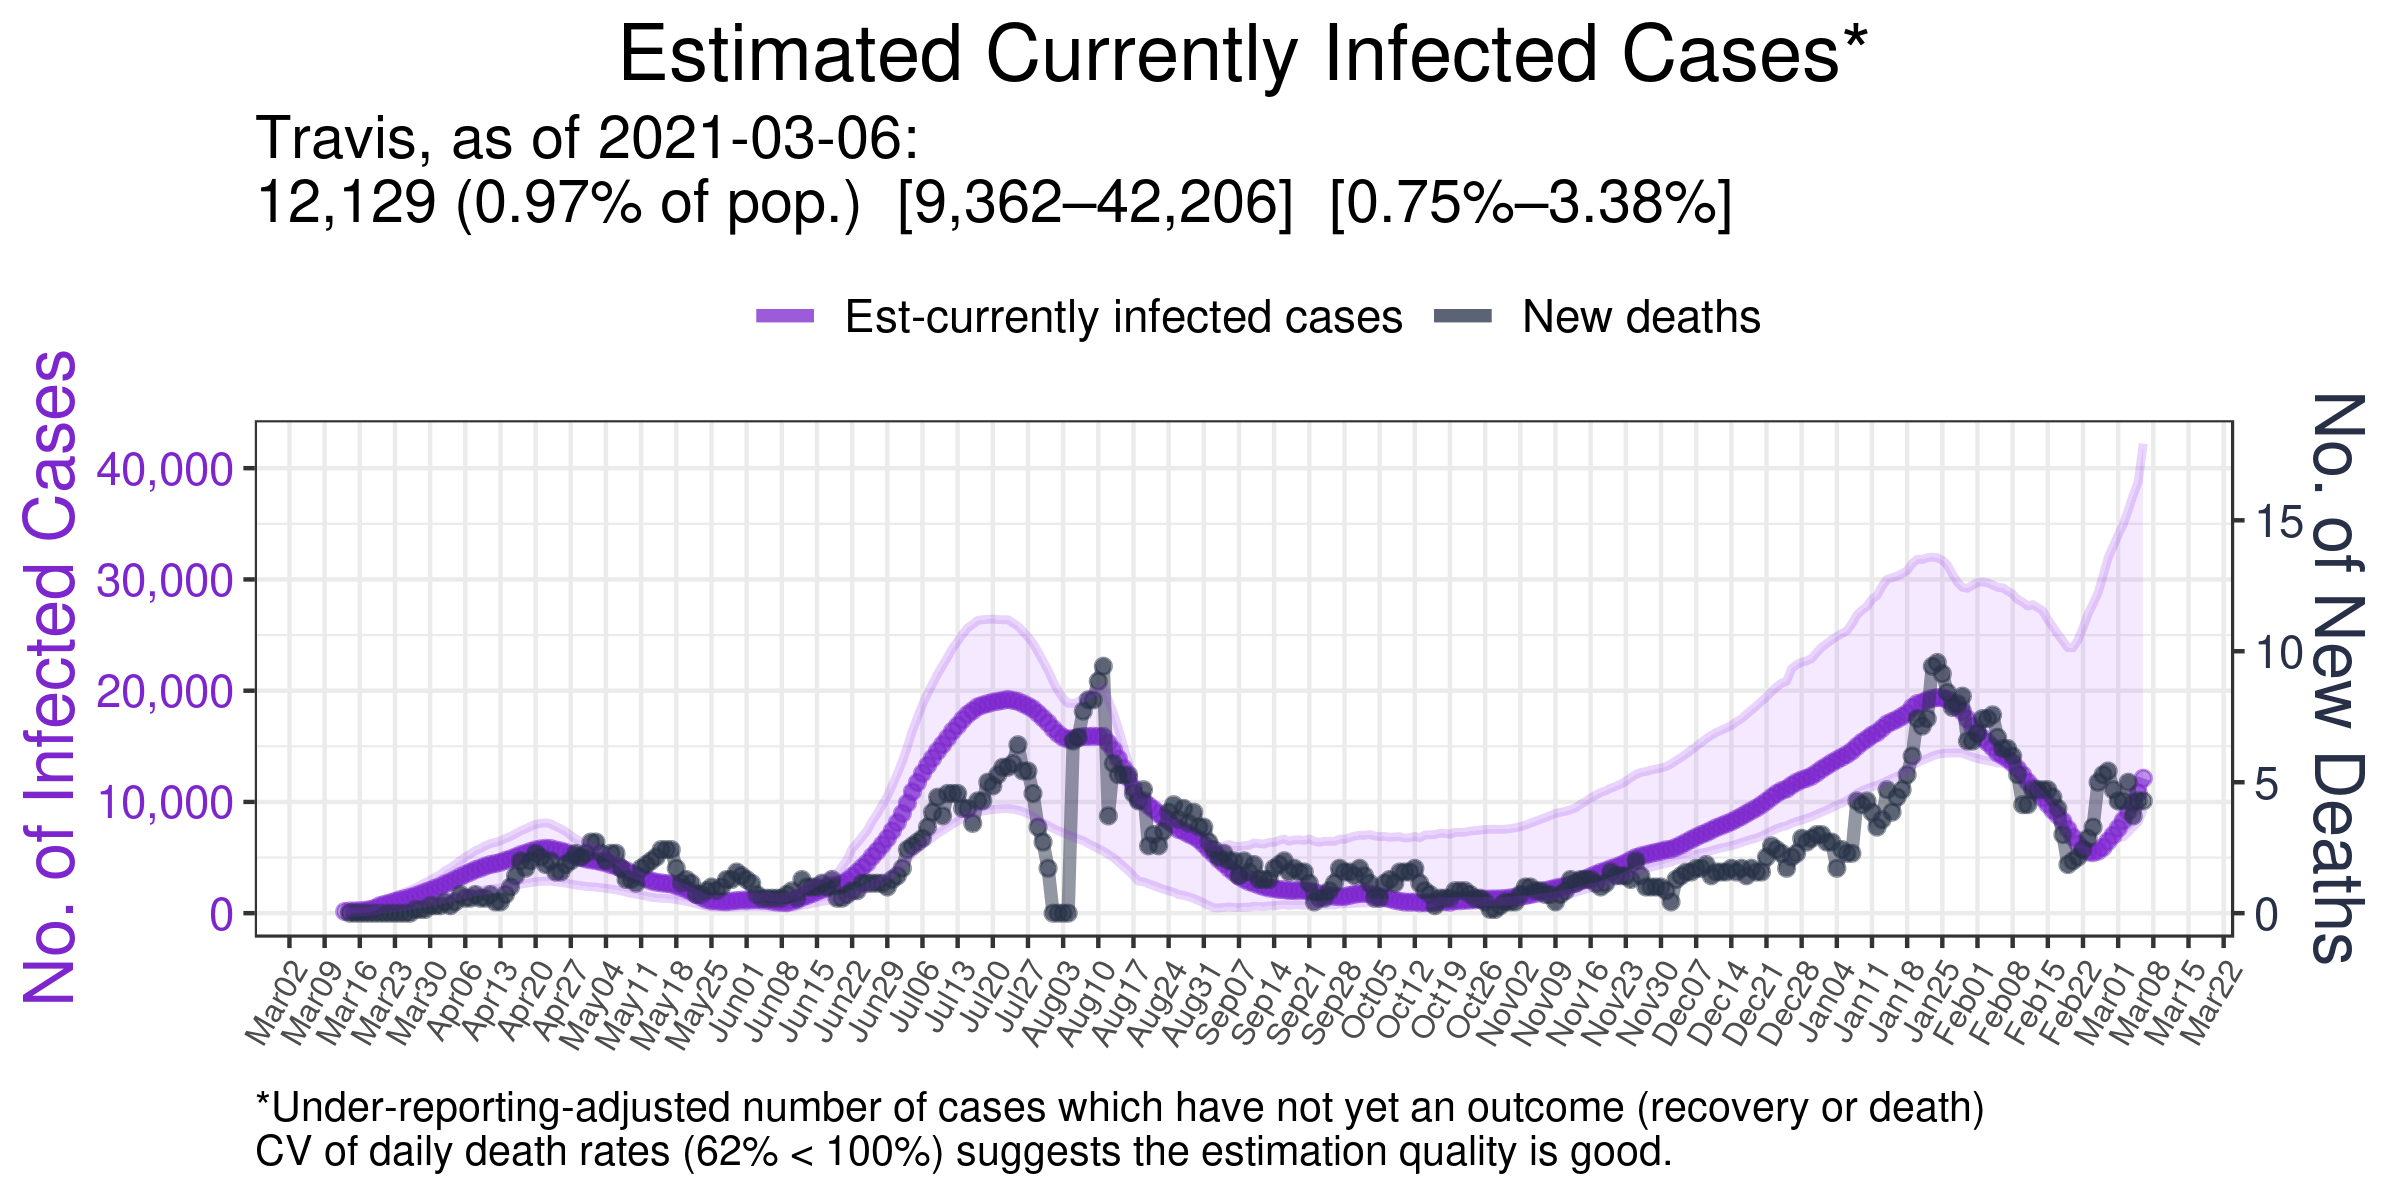 Estimated Currently Infected Cases*
Travis, as of 2021-03-06:
12,129 (0.97% of pop.) [9,362–42,206] [0.75%–3.38%]
Est-currently infected cases New deaths
No. of Infected Cases
40,000
30,000
20,000
10,000
0
15
10
5
0
No. of New Deaths
Mar02 Mar09 Mar16 Mar23 Mar30 Apr06 Apr13 Apr20 Apr27 May04 May11 May18 May25 Jun01 Jun08 Jun15 Jun22 Jun29 Jul06 Jul13 Jul20 Jul27 Aug03 Aug10 Aug17 Aug24 Aug31 Sep07 Sep14 Sep21 Sep28 Oct05 Oct12 Oct19 Oct26 Nov02 Nov09 Nov16 Nov23 Nov30 Dec07 Dec14 Dec21 Dec28 Jan04 Jan11 Jan18 Jan25 Feb01 Feb08 Feb15 Feb22 Mar01 Mar08 Mar15 Mar22
*Under-reporting-adjusted number of cases which have not yet an outcome (recovery or death)
CV of daily death rates (62% < 100%) suggests the estimation quality is good.